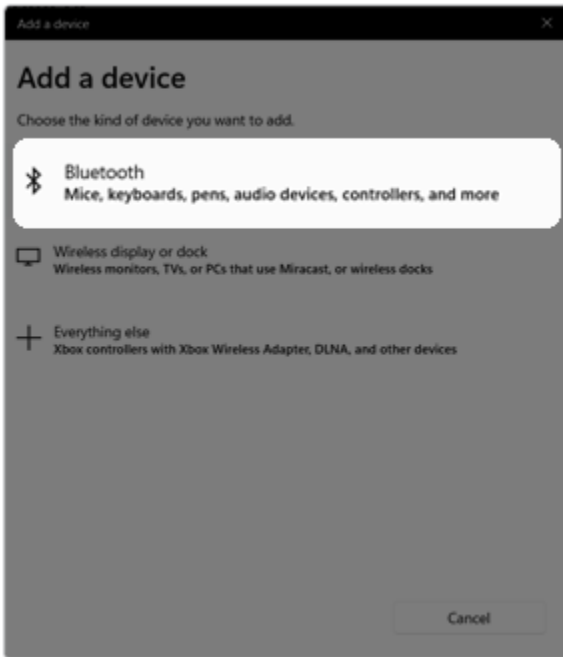 Add a device
Add a device
Choose the kind of device you want to add.
Bluetooth
Mice, keyboards, pens, audio devices, controllers, and more
Wireless display or dock
Wireless monitors, TVs, or PCs that use Miracast, or wireless docks
Everything else
Xbox controllers with Xbox Wireless Adapter, DLNA, and other devices
Cancel